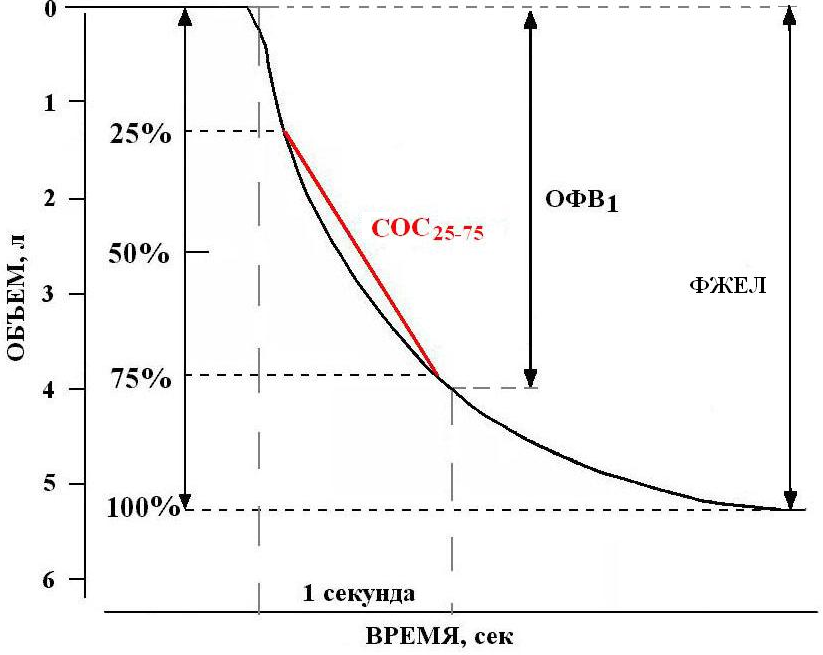 0
1
25%
2
ОФВ1
СОС25-75
50%
ФЖЕЛ
3
ОБЪЕМ, л
75%
4
5
100%
6
1 секунда
ВРЕМЯ, сек